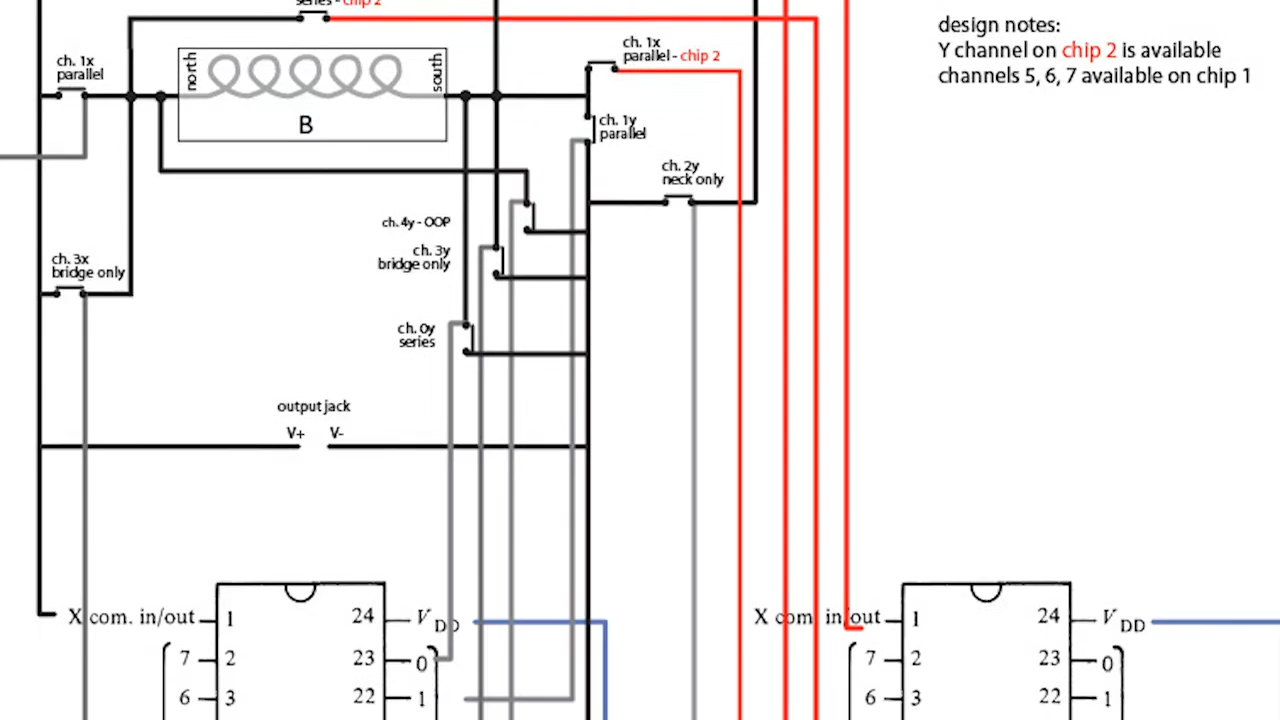 series - chip 2
design notes:
Y channel on chip 2 is available
channels 5, 6, 7 available on chip 1
ch. 1x
parallel - chip 2
ch. 1x
parallel
north
south
B
ch. 1y
parallel
ch. 2y
neck only
ch. 4y - OOP
ch. 3y
bridge only
ch. 3x
bridge only
ch. 0y
series
output jack
V+ V-
X com. in/out 1 24 V DD
7 2 23 0
6 3 22 1
X com. in/out 1 24 V DD
7 2 23 0
6 3 22 1